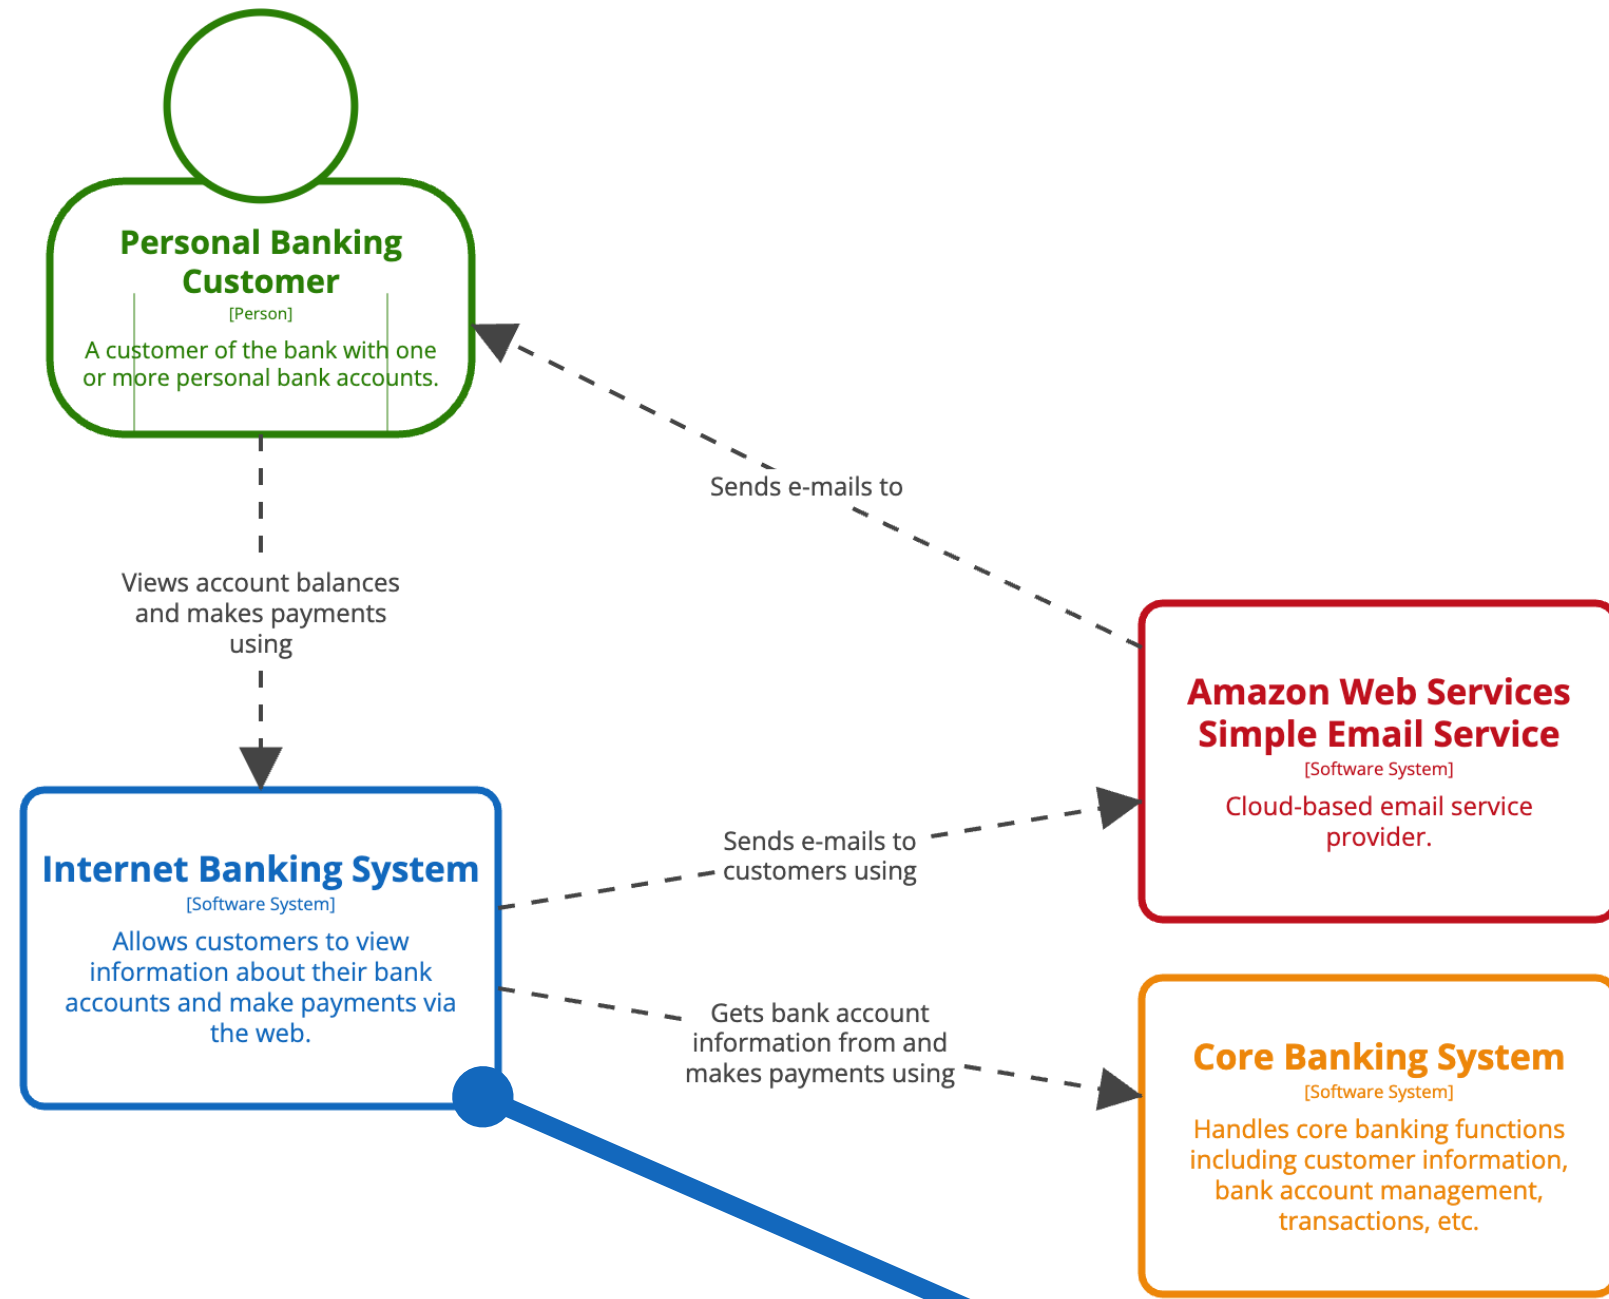 Personal Banking
Customer
[Person]
A customer of the bank with one
or more personal bank accounts.
Sends e-mails to
Views account balances
and makes payments
using
Amazon Web Services
Simple Email Service
[Software System]
Cloud-based email service
provider.
Internet Banking System
[Software System]
Allows customers to view
information about their bank
accounts and make payments via
the web.
Sends e-mails to
customers using
Gets bank account
information from and
makes payments using
Core Banking System
[Software System]
Handles core banking functions
including customer information,
bank account management,
transactions, etc.